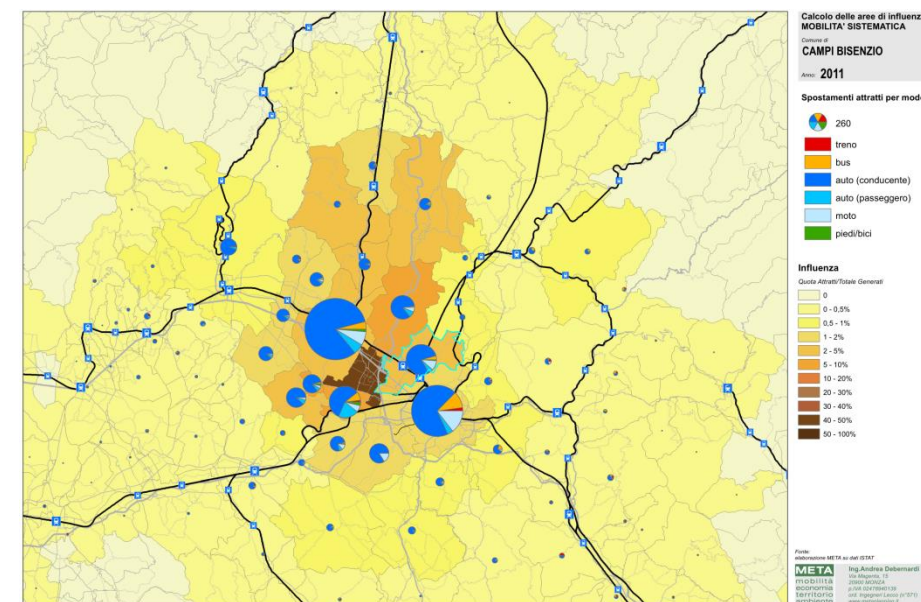 Calcolo delle aree di influenz
MOBILITA' SISTEMATICA
Comune di
CAMPI BISENZIO
Anno: 2011
Spostamenti attratti per mod
260
treno
bus
auto (conducente)
auto (passeggero)
moto
piedi/bici
Influenza
Quota Attratti/Totale Generati
0
0 - 0,5%
0,5 - 1%
1 - 2%
2 - 5%
5 - 10%
10 - 20%
20 - 30%
30 - 40%
40 - 50%
50 - 100%
Fonte:
elaborazione META su dati ISTAT
META
mobilità
economia
territorio
ambiente
Ing.Andrea Debernardi
Via Magenta, 15
20900 MONZA